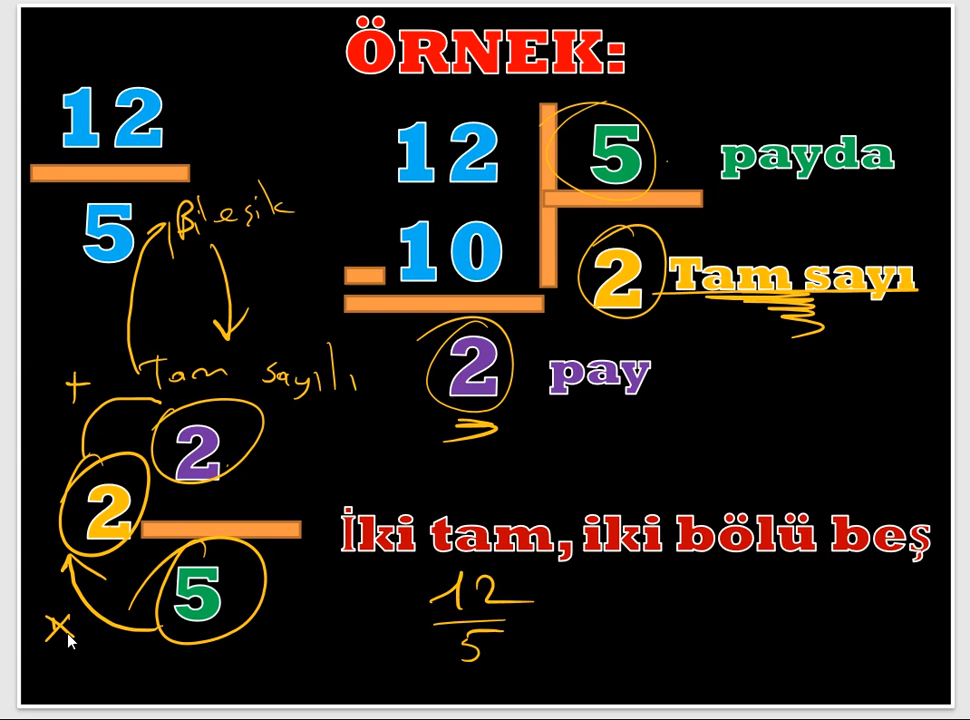 ÖRNEK:
12
5
Bileşik
12
5
payda
-10
2
Tam sayı
2
pay
+
Tam sayılı
2
2
5
x
İki tam, iki bölü beş
12
5